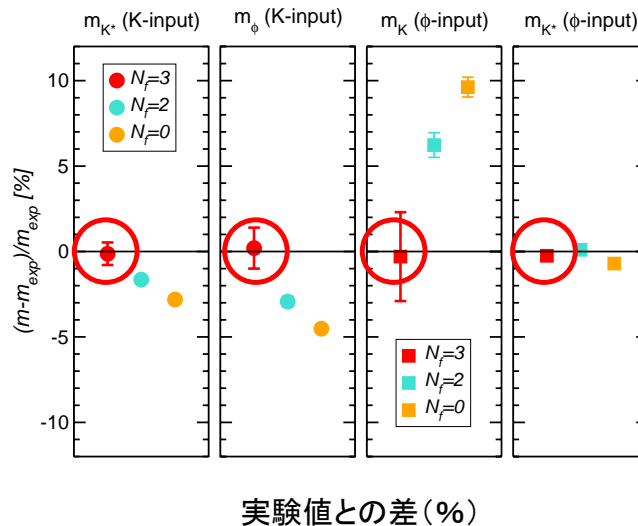 m_K* (K-input) m_ϕ (K-input) m_K (ϕ-input) m_K* (ϕ-input)
(m-m_exp)/m_exp [%]
10
5
0
-5
-10
N_f=3
N_f=2
N_f=0
N_f=3
N_f=2
N_f=0
実験値との差(%)